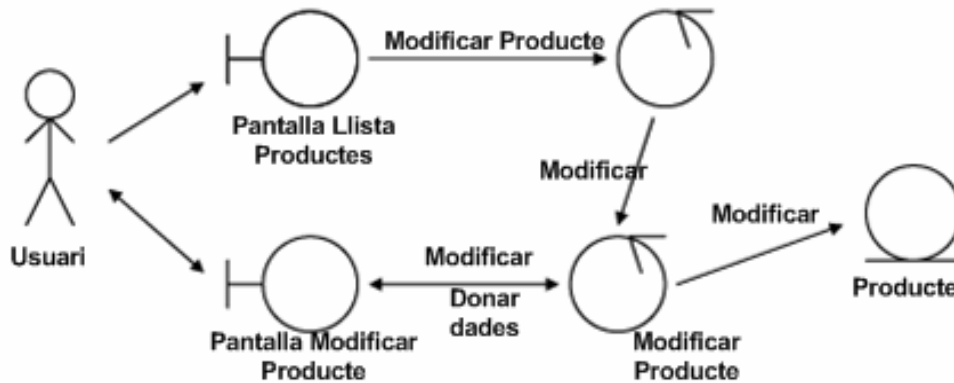 Modificar Producte
Pantalla Llista
Productes
Modificar
Modificar
Usuari
Modificar
Donar
dades
Producte
Pantalla Modificar
Producte
Modificar
Producte